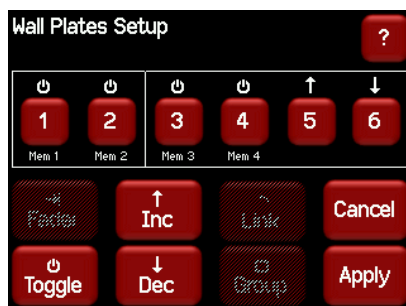 Wall Plates Setup
?
1 2 3 4 5 6
Mem 1 Mem 2 Mem 3 Mem 4
Fader Inc Link Cancel
Toggle Dec Group Apply